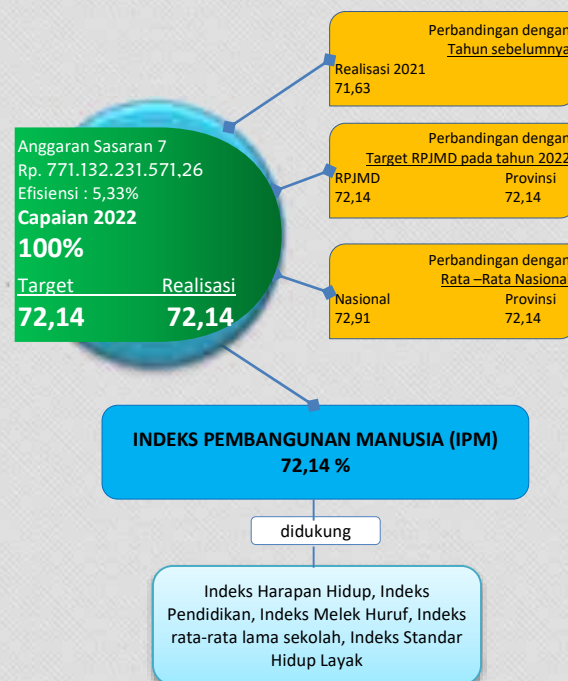 Perbandingan dengan
Tahun sebelumnya
Realisasi 2021
71,63
Anggaran Sasaran 7
Rp. 771.132.231.571,26
Efisiensi : 5,33%
Capaian 2022
100%
Target Realisasi
72,14 72,14
Perbandingan dengan
Target RPJMD pada tahun 2022
RPJMD Provinsi
72,14 72,14
Perbandingan dengan
Rata –Rata Nasional
Nasional Provinsi
72,91 72,14
INDEKS PEMBANGUNAN MANUSIA (IPM)
72,14 %
didukung
Indeks Harapan Hidup, Indeks
Pendidikan, Indeks Melek Huruf, Indeks
rata-rata lama sekolah, Indeks Standar
Hidup Layak